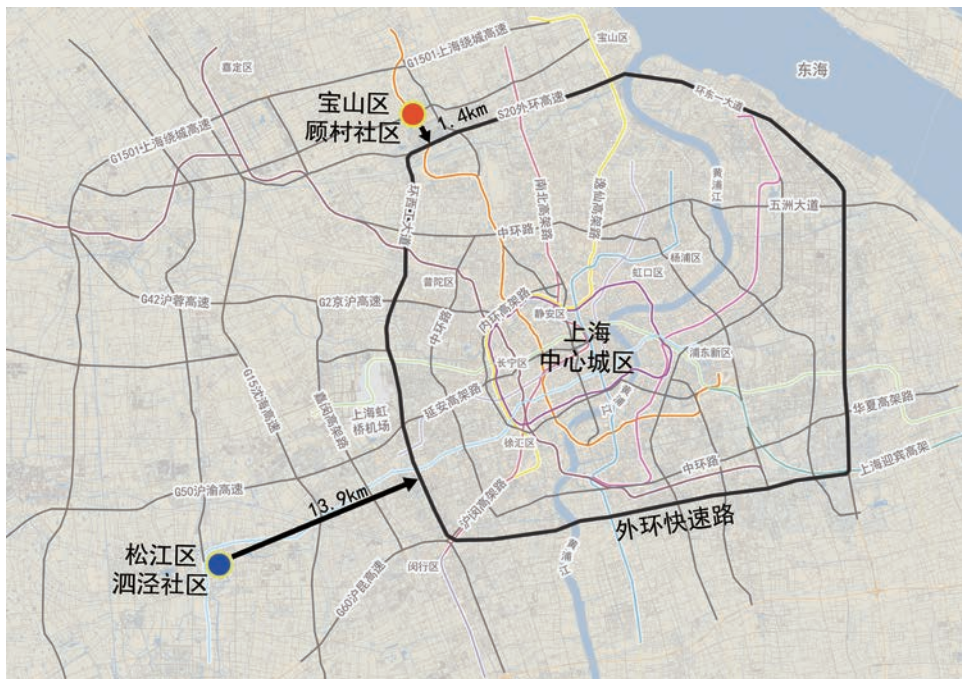 宝山区
G1501上海绕城高速
嘉定区
东海
宝山区
顾村社区
1.4km
S20外环高速
环东一大道
G1501上海绕城高速
黄浦江
环西一大道
南北高架路
逸仙高架路
五洲大道
中环路
杨浦区
虹口区
普陀区
G42沪蓉高速
G2京沪高速
内环高架路
静安区
中环路
上海
中心城区
浦东新区
长宁区
G15沈海高速
嘉闵高架路
上海虹
桥机场
延安高架路
黄浦江
华夏高架路
徐汇区
中环路
上海迎宾高架
G50沪渝高速
13.9km
沪闵高架路
外环快速路
松江区
泗泾社区
G60沪昆高速
闵行区
黄浦江